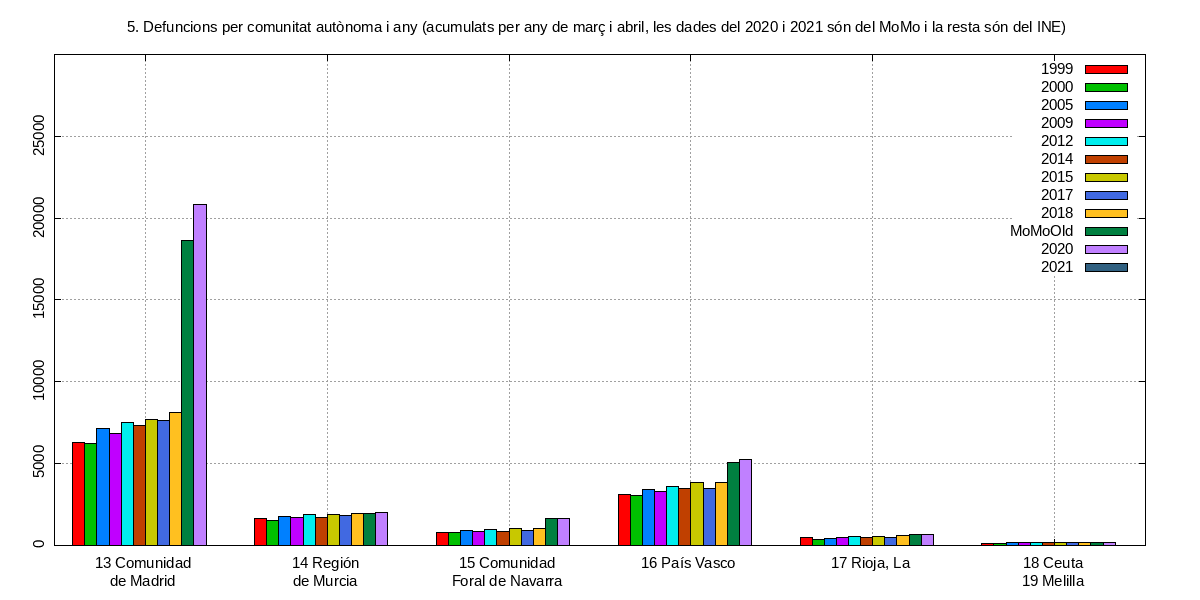 5. Defuncions per comunitat autònoma i any (acumulats per any de març i abril, les dades del 2020 i 2021 són del MoMo i la resta són del INE)
1999
2000
2005
2009
2012
2014
2015
2017
2018
MoMoOld
2020
2021
25000
20000
15000
10000
5000
0
13 Comunidad
de Madrid
14 Región
de Murcia
15 Comunidad
Foral de Navarra
16 País Vasco
17 Rioja, La
18 Ceuta
19 Melilla